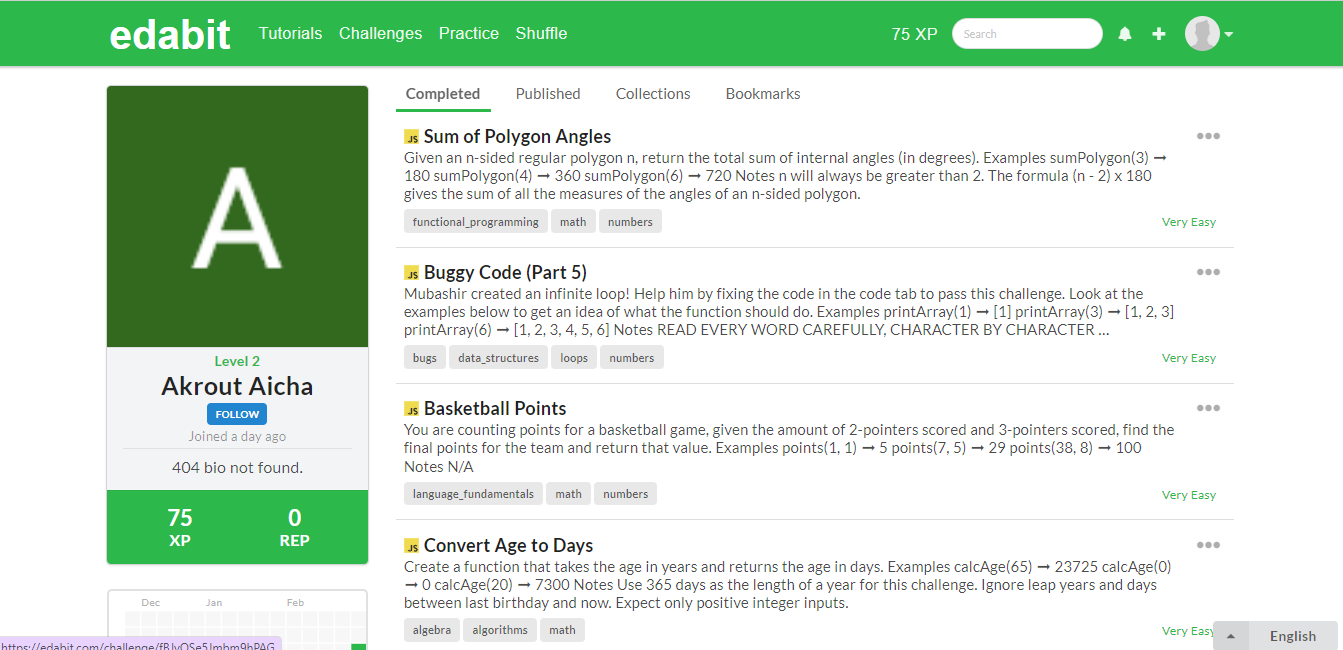 edabit Tutorials Challenges Practice Shuffle 75 XP Search
A
Level 2
Akrout Aicha
FOLLOW
Joined a day ago
404 bio not found.
75 0
XP REP
Dec Jan Feb
Completed Published Collections Bookmarks
JS Sum of Polygon Angles
Given an n-sided regular polygon n, return the total sum of internal angles (in degrees). Examples sumPolygon(3) ➞
180 sumPolygon(4) ➞ 360 sumPolygon(6) ➞ 720 Notes n will always be greater than 2. The formula (n - 2) x 180
gives the sum of all the measures of the angles of an n-sided polygon.
functional_programming math numbers Very Easy
JS Buggy Code (Part 5)
Mubashir created an infinite loop! Help him by fixing the code in the code tab to pass this challenge. Look at the
examples below to get an idea of what the function should do. Examples printArray(1) ➞ [1] printArray(3) ➞ [1, 2, 3]
printArray(6) ➞ [1, 2, 3, 4, 5, 6] Notes READ EVERY WORD CAREFULLY, CHARACTER BY CHARACTER ...
bugs data_structures loops numbers Very Easy
JS Basketball Points
You are counting points for a basketball game, given the amount of 2-pointers scored and 3-pointers scored, find the
final points for the team and return that value. Examples points(1, 1) ➞ 5 points(7, 5) ➞ 29 points(38, 8) ➞ 100
Notes N/A
language_fundamentals math numbers Very Easy
JS Convert Age to Days
Create a function that takes the age in years and returns the age in days. Examples calcAge(65) ➞ 23725 calcAge(0)
➞ 0 calcAge(20) ➞ 7300 Notes Use 365 days as the length of a year for this challenge. Ignore leap years and days
between last birthday and now. Expect only positive integer inputs.
algebra algorithms math Very Easy
English